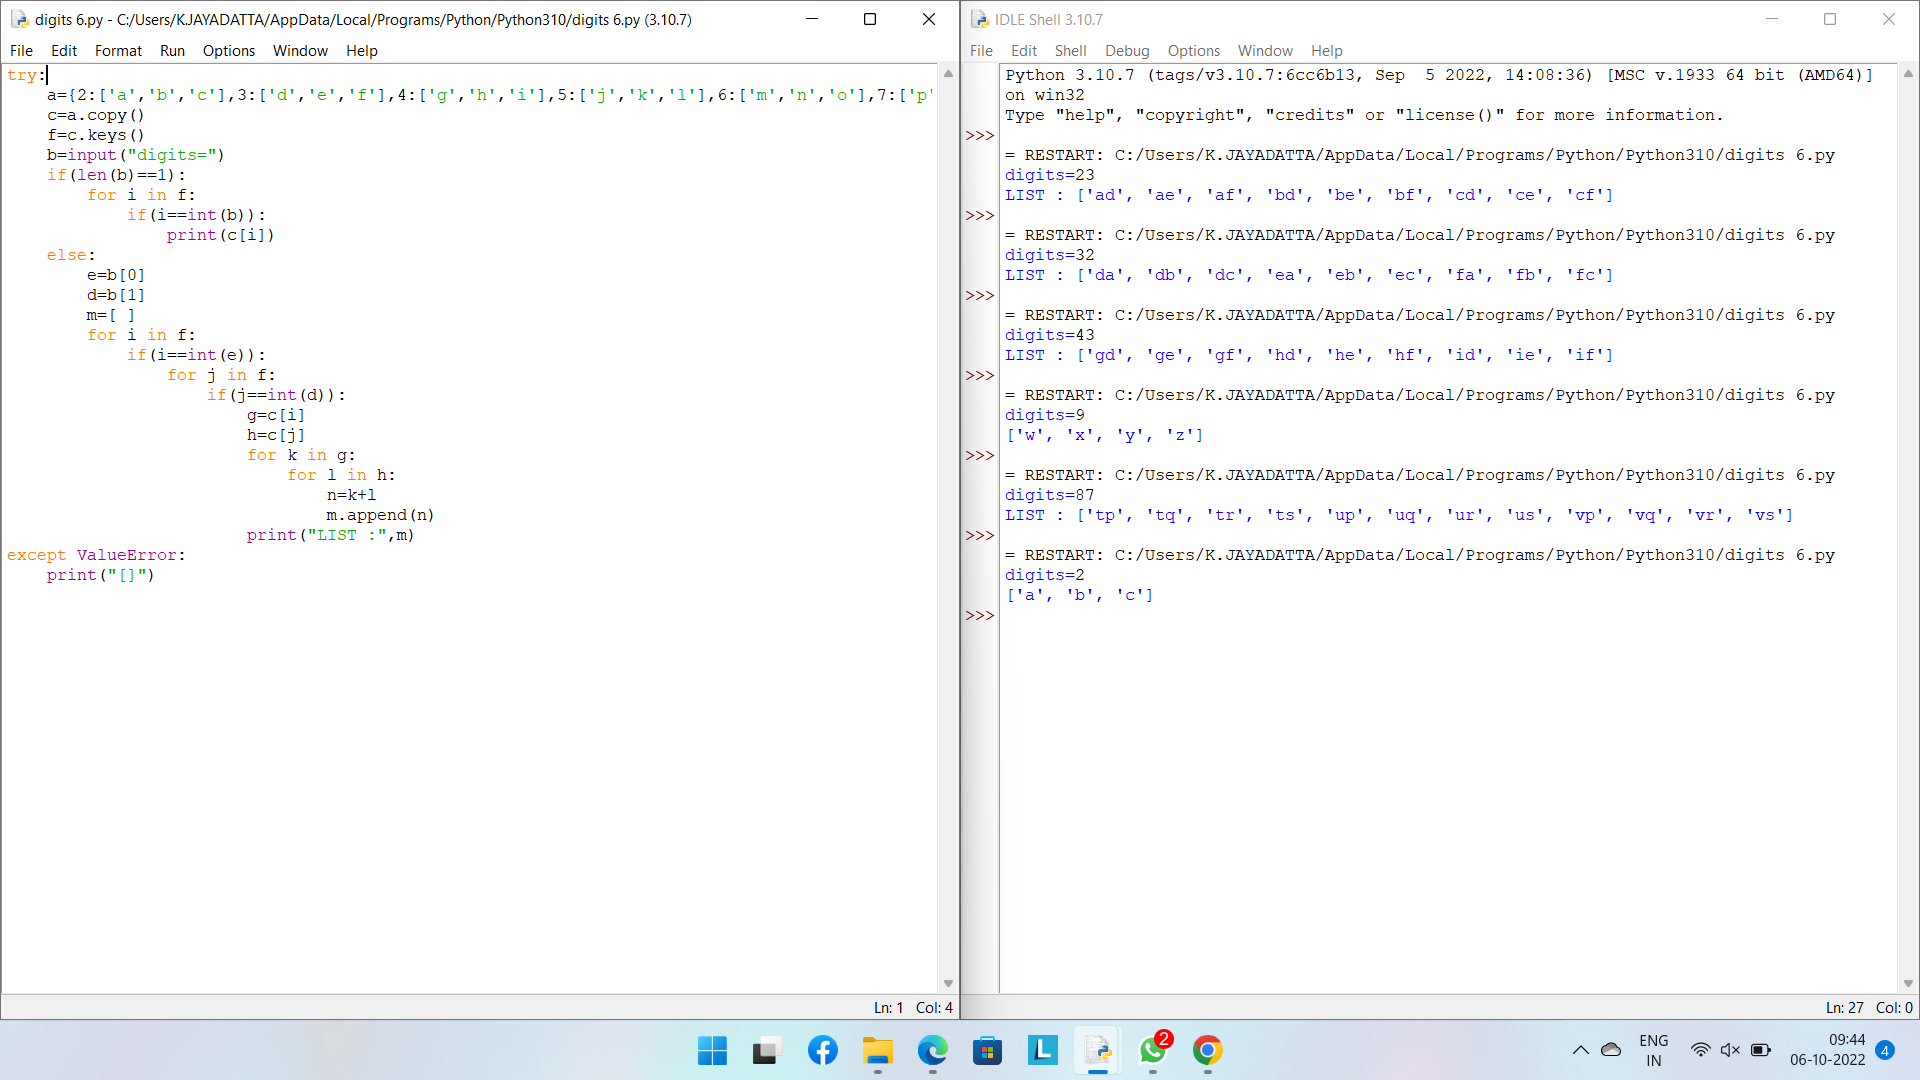 digits 6.py - C:/Users/KJAYADATTA/AppData/Local/Programs/Python/Python310/digits 6.py (3.10.7)
File Edit Format Run Options Window Help
try:
    a={2:['a','b','c'],3:['d','e','f'],4:['g','h','i'],5:['j','k','l'],6:['m','n','o'],7:['p'
    c=a.copy()
    f=c.keys()
    b=input("digits=")
    if(len(b)==1):
        for i in f:
            if(i==int(b)):
                print(c[i])
    else:
        e=b[0]
        d=b[1]
        m=[ ]
        for i in f:
            if(i==int(e)):
                for j in f:
                    if(j==int(d)):
                        g=c[i]
                        h=c[j]
                        for k in g:
                            for l in h:
                                n=k+l
                                m.append(n)
                        print("LIST :",m)
except ValueError:
    print("[]")
Ln: 1 Col: 4
IDLE Shell 3.10.7
File Edit Shell Debug Options Window Help
Python 3.10.7 (tags/v3.10.7:6cc6b13, Sep  5 2022, 14:08:36) [MSC v.1933 64 bit (AMD64)]
on win32
Type "help", "copyright", "credits" or "license()" for more information.
>>>
= RESTART: C:/Users/K.JAYADATTA/AppData/Local/Programs/Python/Python310/digits 6.py
digits=23
LIST : ['ad', 'ae', 'af', 'bd', 'be', 'bf', 'cd', 'ce', 'cf']
>>>
= RESTART: C:/Users/K.JAYADATTA/AppData/Local/Programs/Python/Python310/digits 6.py
digits=32
LIST : ['da', 'db', 'dc', 'ea', 'eb', 'ec', 'fa', 'fb', 'fc']
>>>
= RESTART: C:/Users/K.JAYADATTA/AppData/Local/Programs/Python/Python310/digits 6.py
digits=43
LIST : ['gd', 'ge', 'gf', 'hd', 'he', 'hf', 'id', 'ie', 'if']
>>>
= RESTART: C:/Users/K.JAYADATTA/AppData/Local/Programs/Python/Python310/digits 6.py
digits=9
['w', 'x', 'y', 'z']
>>>
= RESTART: C:/Users/K.JAYADATTA/AppData/Local/Programs/Python/Python310/digits 6.py
digits=87
LIST : ['tp', 'tq', 'tr', 'ts', 'up', 'uq', 'ur', 'us', 'vp', 'vq', 'vr', 'vs']
>>>
= RESTART: C:/Users/K.JAYADATTA/AppData/Local/Programs/Python/Python310/digits 6.py
digits=2
['a', 'b', 'c']
>>>
Ln: 27 Col: 0
L
2
ENG
IN
09:44
06-10-2022
4